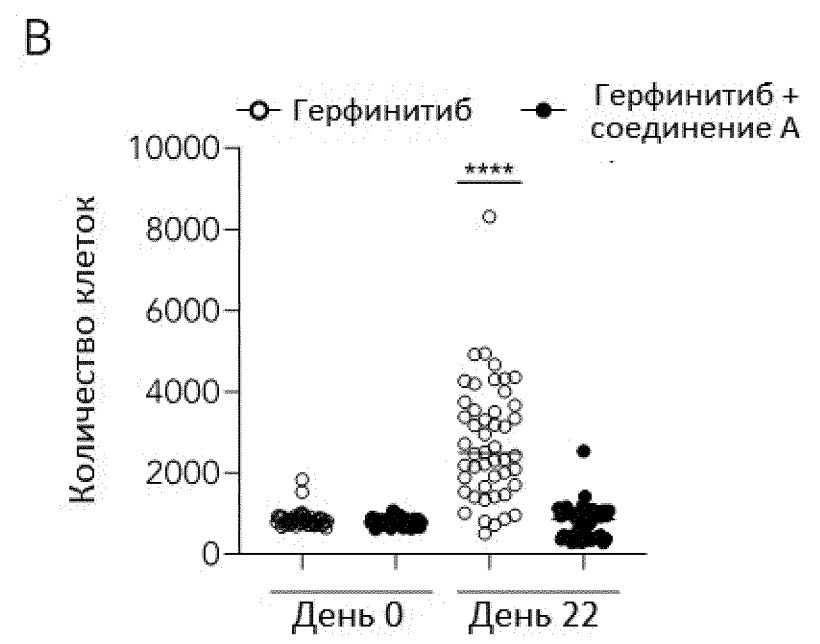 B
Герфинитиб
Герфинитиб +
соединение А
Количество клеток
10000
8000
6000
4000
2000
0
****
День 0
День 22